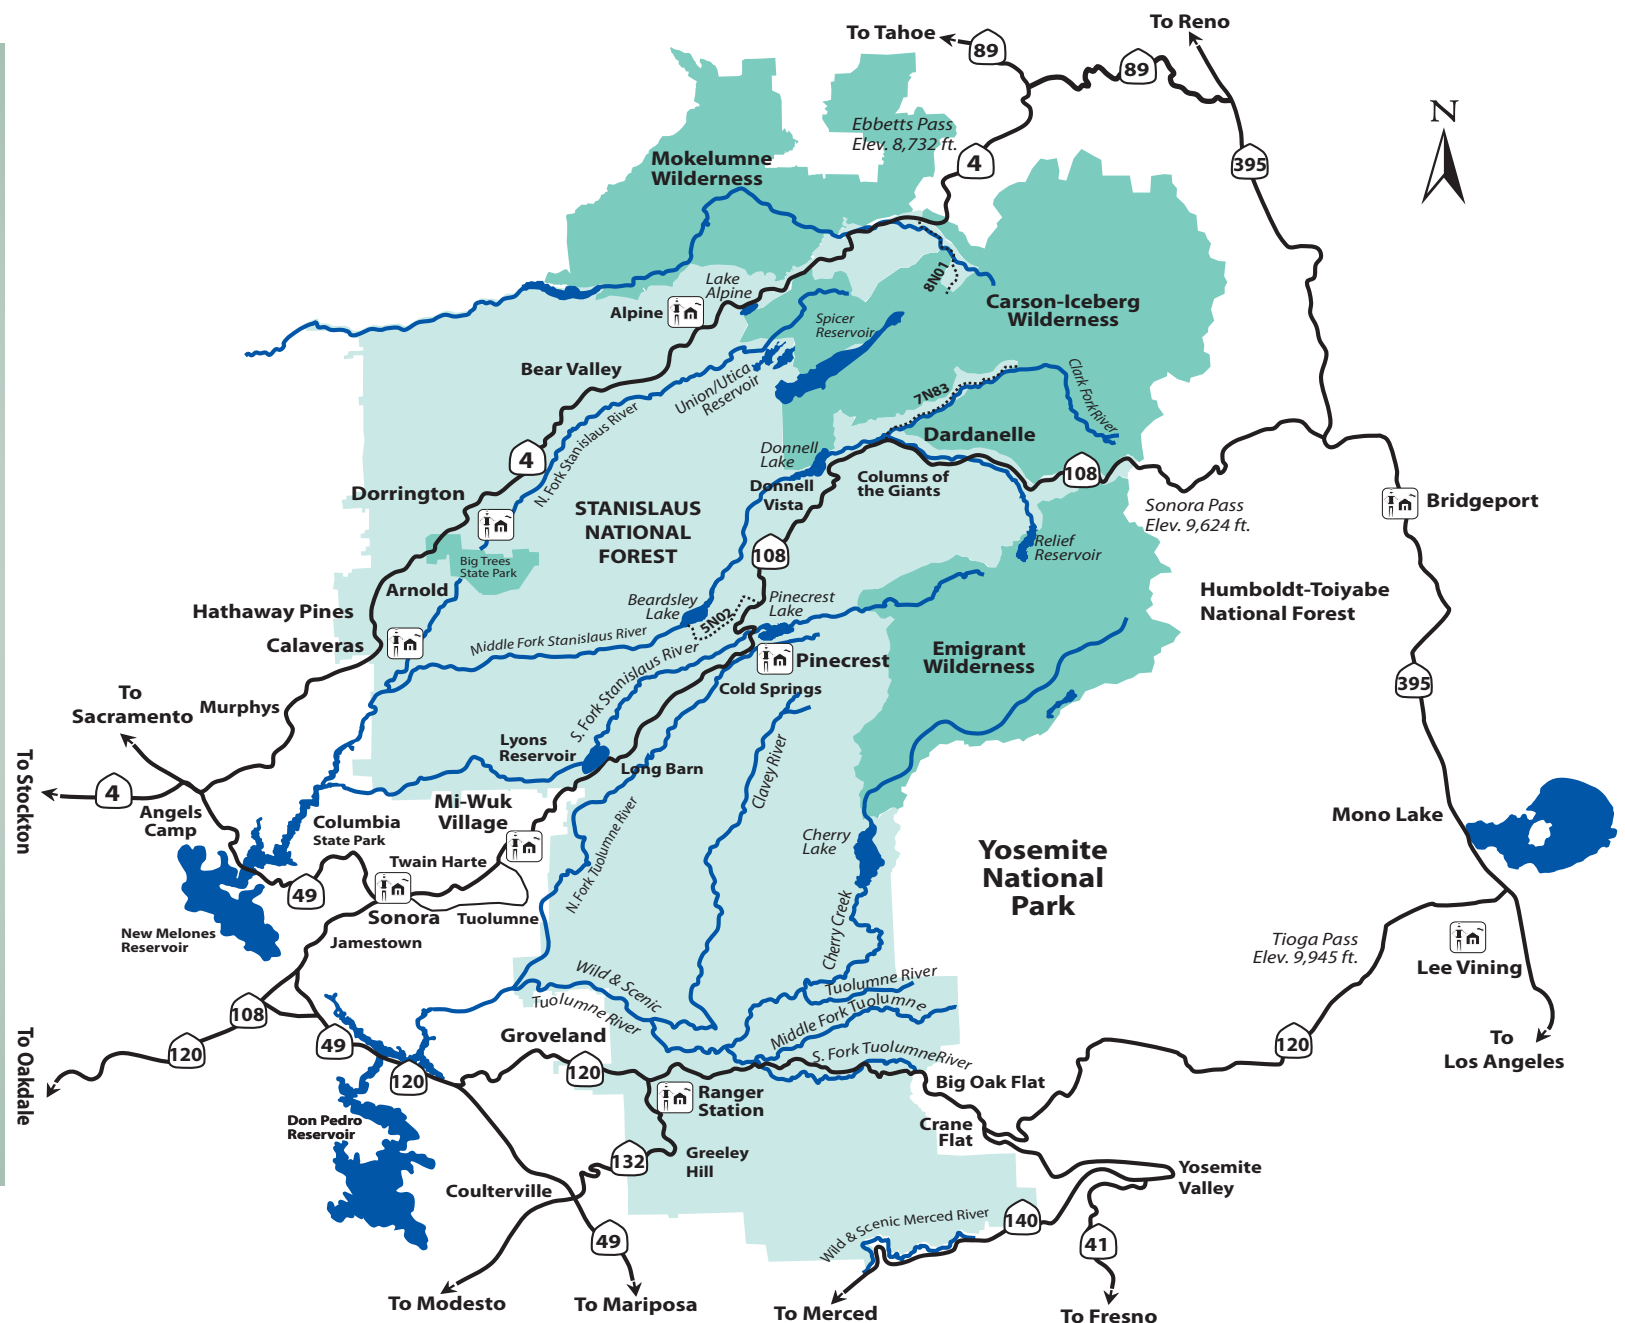 To Reno
To Tahoe
89
89
N
Ebbetts Pass
Elev. 8,732 ft.
4
395
Mokelumne
Wilderness
8N01
Lake
Alpine
Alpine
Carson-Iceberg
Wilderness
Spicer
Reservoir
Bear Valley
Union/Utica
Reservoir
Clark Fork River
7N83
N. Fork Stanislaus River
4
Dardanelle
Donnell
Lake
108
Columns of
the Giants
Donnell
Vista
Dorrington
Sonora Pass
Elev. 9,624 ft.
Bridgeport
STANISLAUS
NATIONAL
FOREST
108
Relief
Reservoir
Big Trees
State Park
Arnold
Humboldt-Toiyabe
National Forest
Hathaway Pines
Beardsley
Lake
5N02
Pinecrest
Lake
Calaveras
Middle Fork Stanislaus River
S. Fork Stanislaus River
Pinecrest
Emigrant
Wilderness
395
Cold Springs
To
Sacramento
Murphys
Lyons
Reservoir
Long Barn
Clavey River
To Stockton
4
Angels
Camp
Mi-Wuk
Village
Columbia
State Park
Mono Lake
Cherry
Lake
Yosemite
National
Park
Twain Harte
N. Fork Tuolumne River
49
Sonora
Tuolumne
Cherry Creek
New Melones
Reservoir
Jamestown
Tioga Pass
Elev. 9,945 ft.
Lee Vining
Wild & Scenic
Tuolumne River
Tuolumne River
Middle Fork Tuolumne
108
To Oakdale
120
49
Groveland
S. Fork Tuolumne River
120
To
Los Angeles
120
120
Big Oak Flat
Ranger
Station
Don Pedro
Reservoir
Crane
Flat
132
Greeley
Hill
Yosemite
Valley
Coulterville
Wild & Scenic Merced River
140
49
41
To Modesto
To Mariposa
To Merced
To Fresno